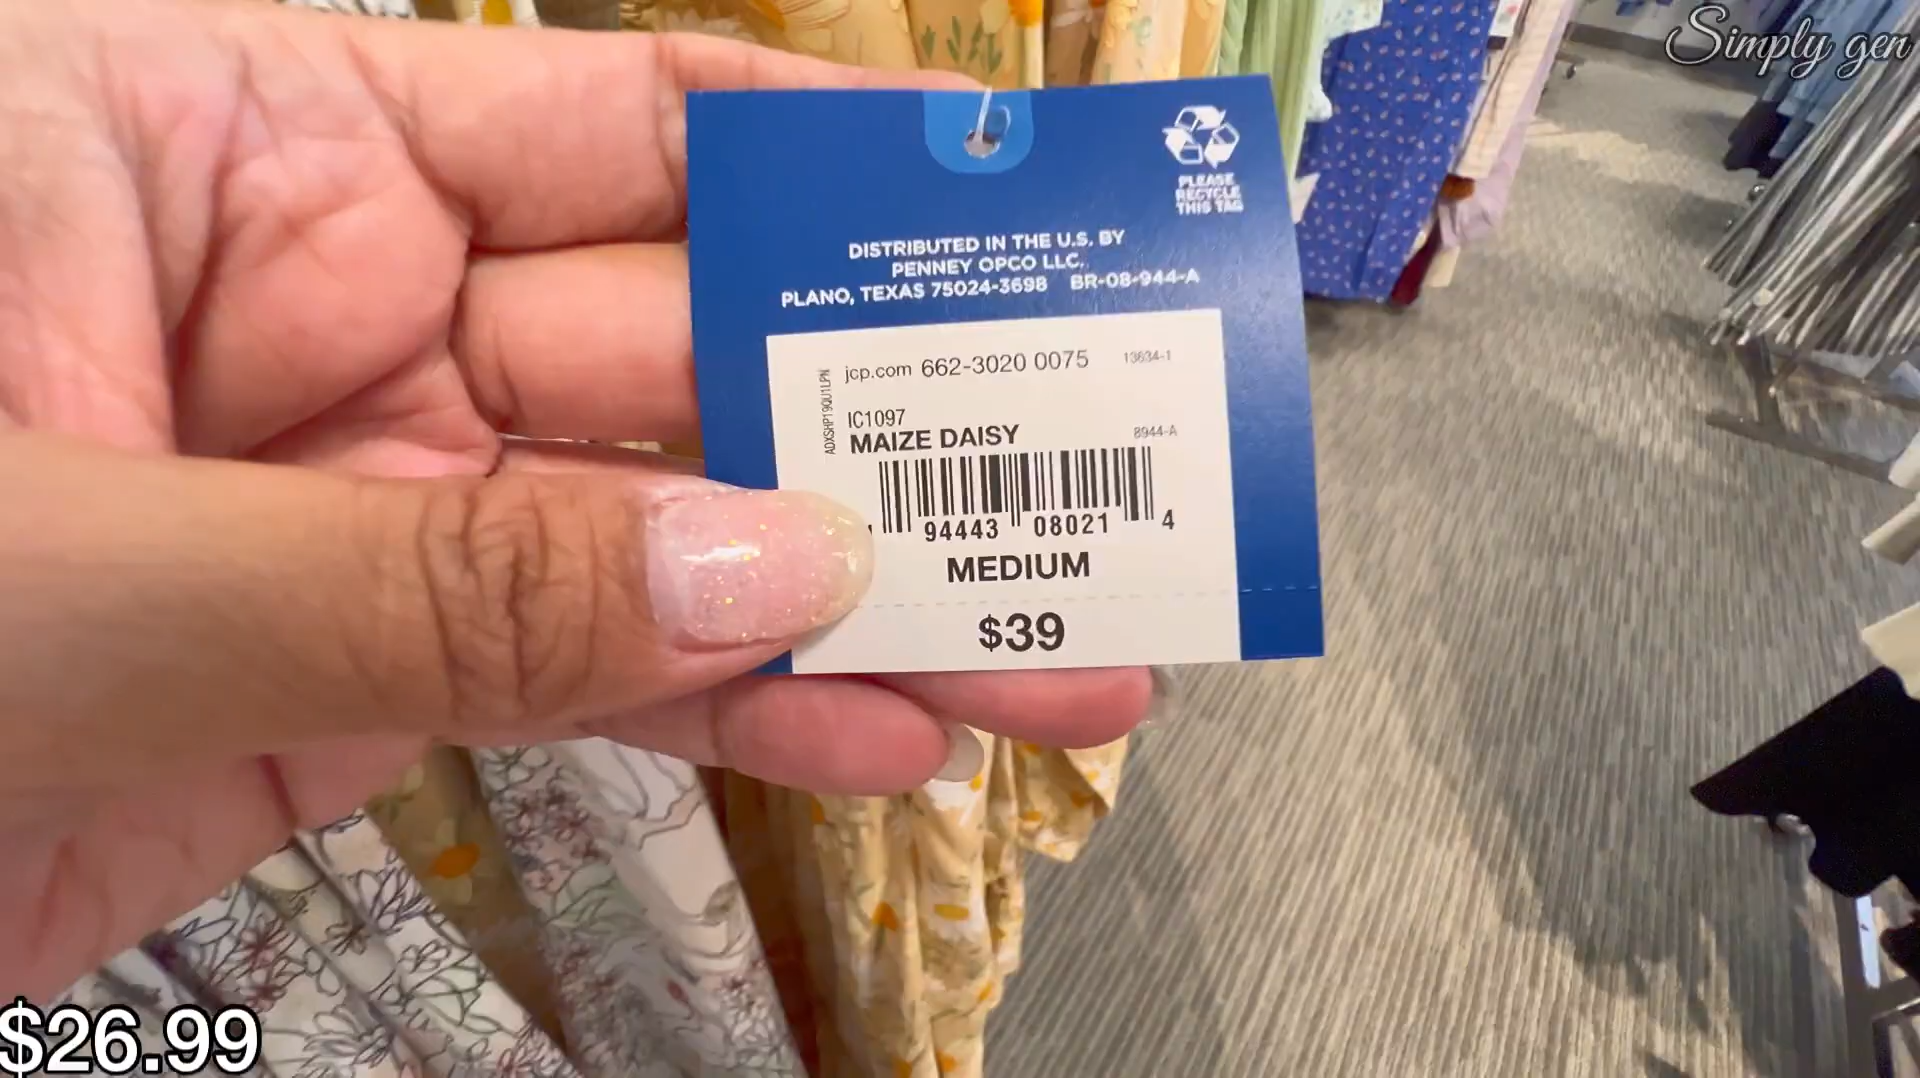 Simply gen
PLEASE
RECYCLE
THIS TAG
DISTRIBUTED IN THE U.S. BY
PENNEY OPCO LLC.
PLANO, TEXAS 75024-3698 BR-08-944-A
jcp.com 662-3020 0075 13634-1
IC1097
MAIZE DAISY 8944-A
94443 08021 4
MEDIUM
$39
$26.99